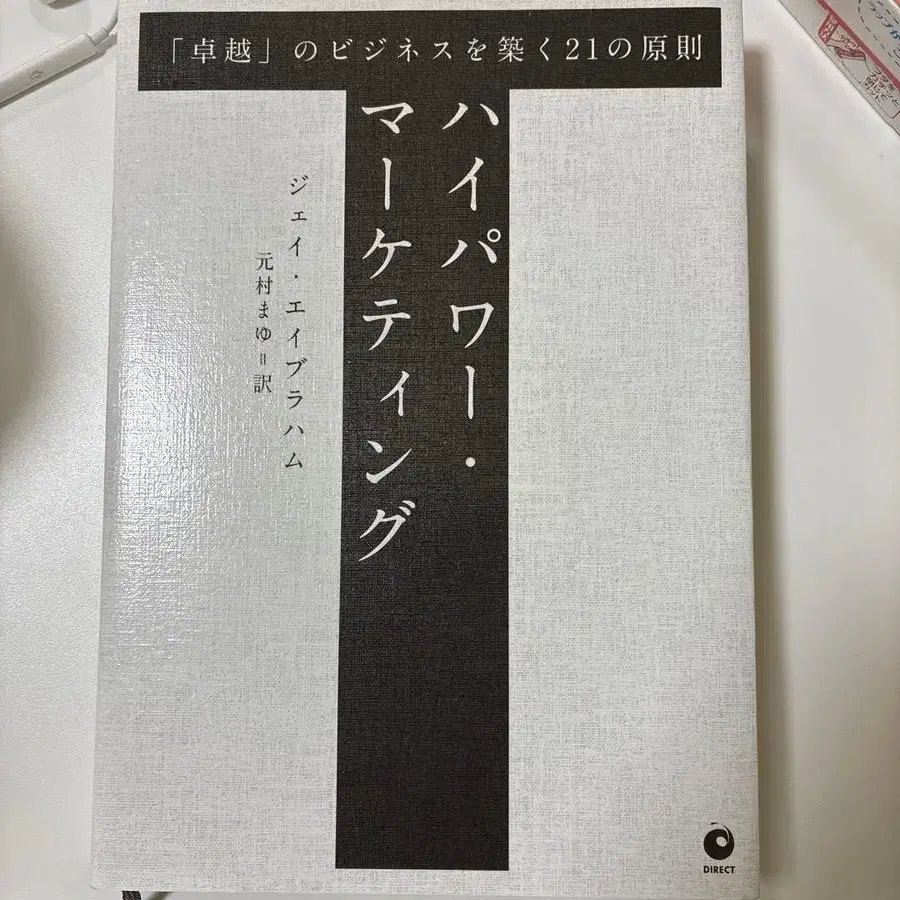 「卓越」のビジネスを築く21の原則
ハイパワー・
マーケティング
ジェイ・エイブラハム
元村まゆ＝訳
DIRECT